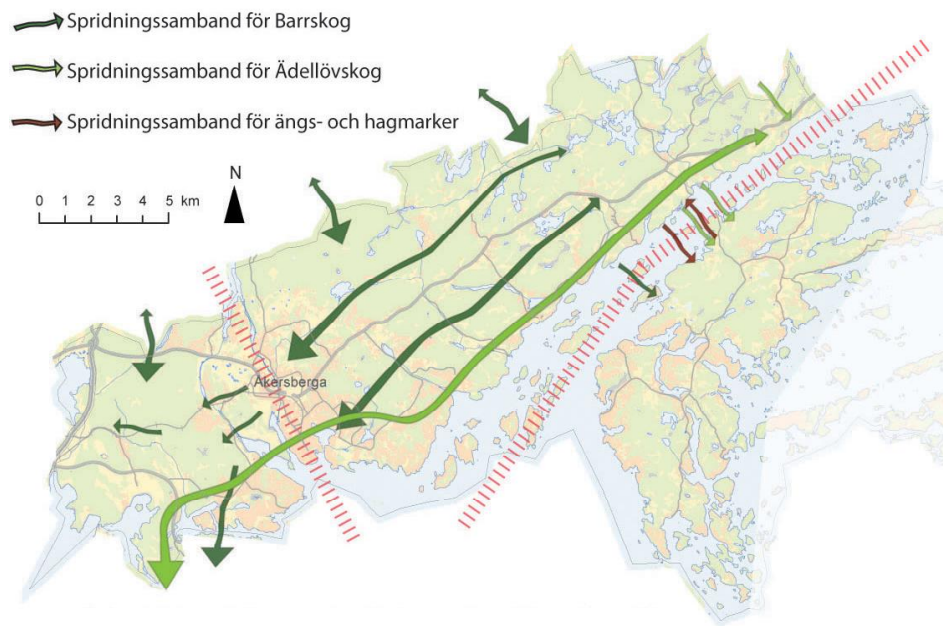 Spridningssamband för Barrskog
Spridningssamband för Ädellövskog
Spridningssamband för ängs- och hagmarker
N
0 1 2 3 4 5 km
Åkersberga